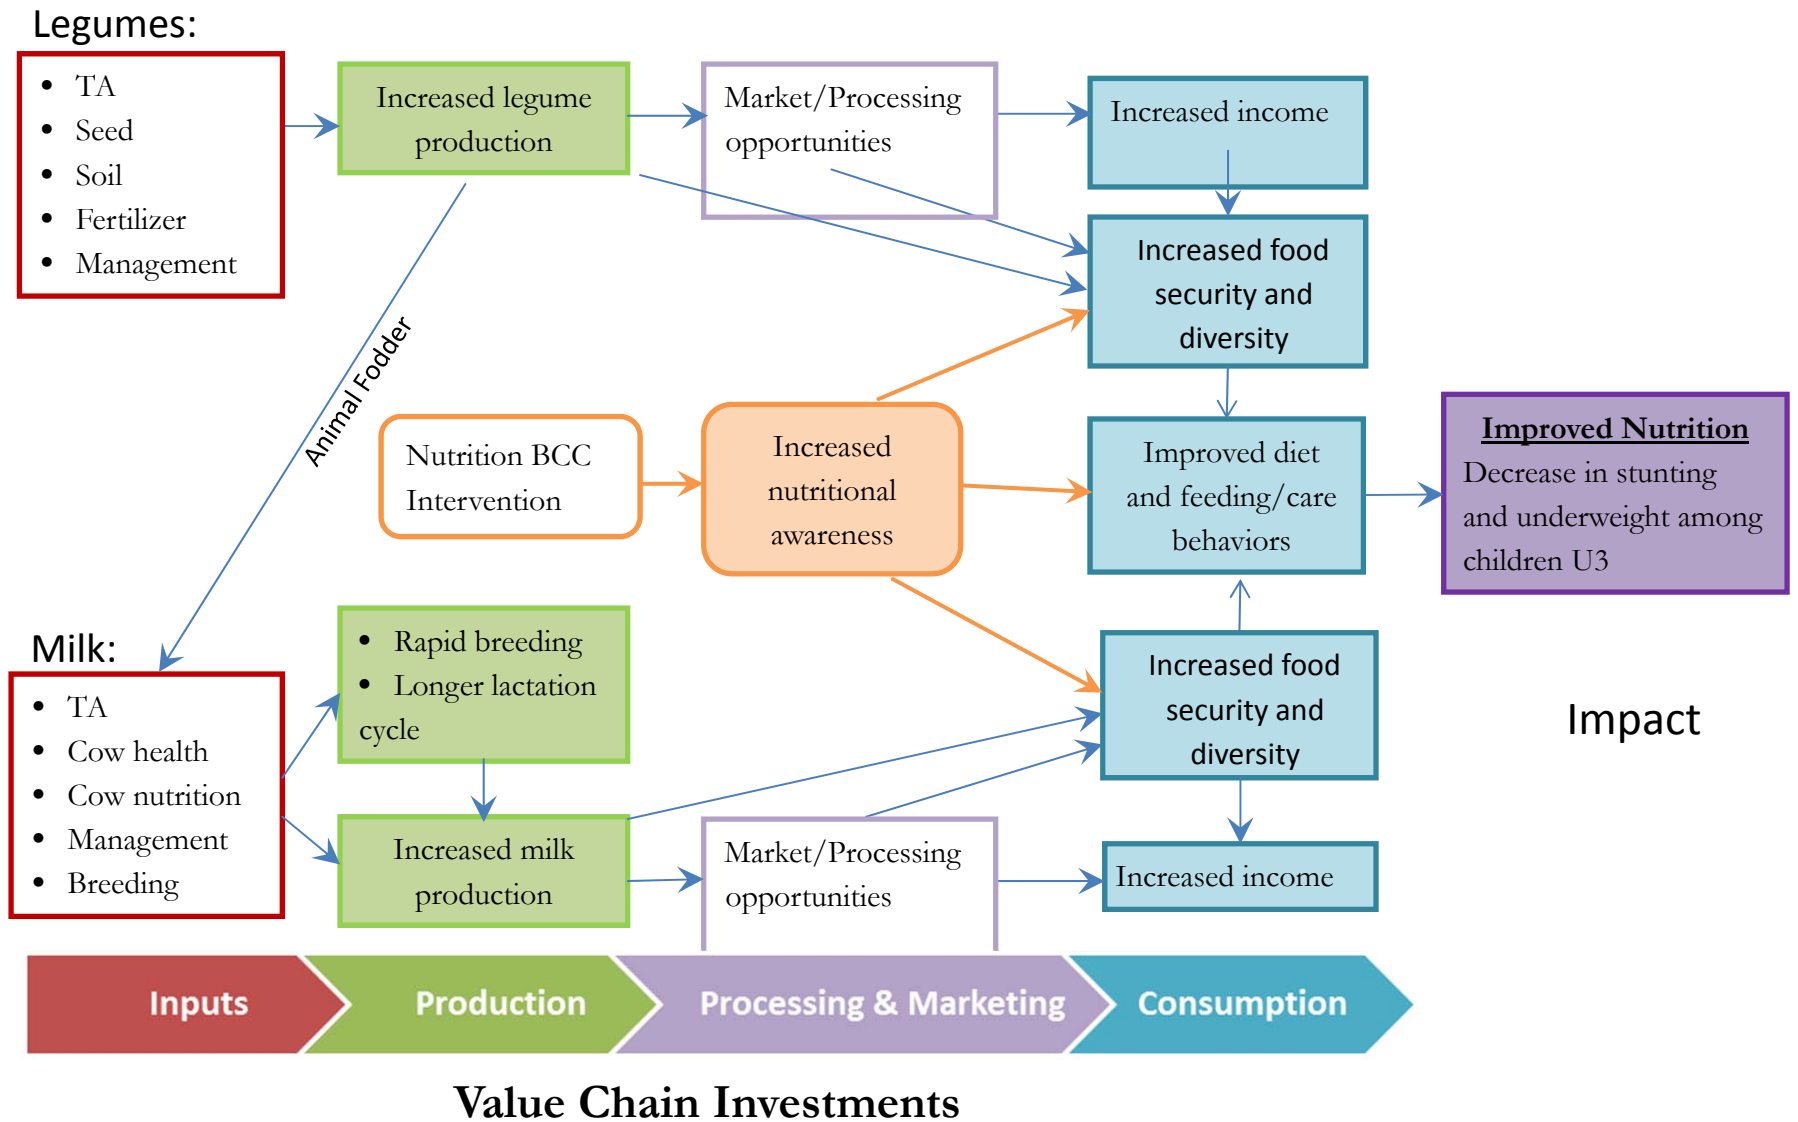 Legumes:
• TA
• Seed
• Soil
• Fertilizer
• Management
Increased legume
production
Market/Processing
opportunities
Increased income
Increased food
security and
diversity
Animal Fodder
Nutrition BCC
Intervention
Increased
nutritional
awareness
Improved diet
and feeding/care
behaviors
Improved Nutrition
Decrease in stunting
and underweight among
children U3
Milk:
• TA
• Cow health
• Cow nutrition
• Management
• Breeding
• Rapid breeding
• Longer lactation
cycle
Increased milk
production
Market/Processing
opportunities
Increased food
security and
diversity
Increased income
Impact
Inputs
Production
Processing & Marketing
Consumption
Value Chain Investments